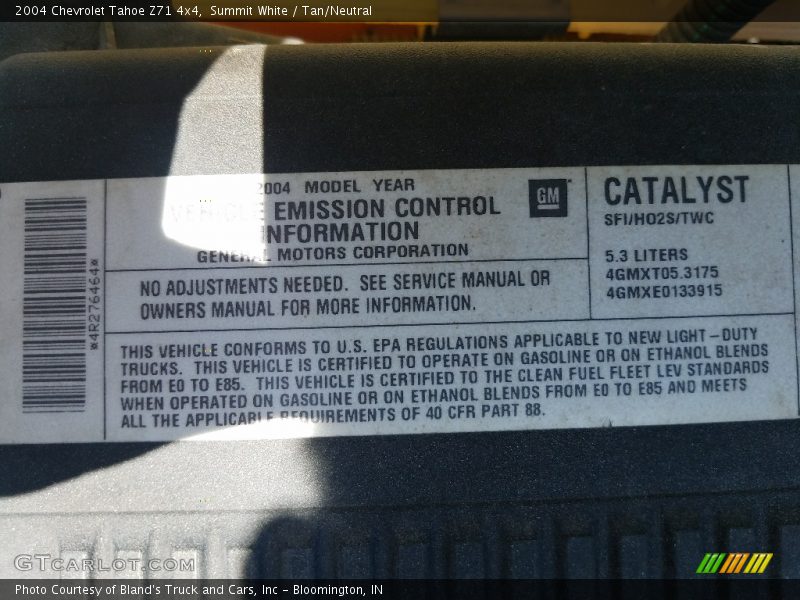 2004 Chevrolet Tahoe Z71 4x4, Summit White / Tan/Neutral
2004 MODEL YEAR
VEHICLE EMISSION CONTROL
INFORMATION
GENERAL MOTORS CORPORATION
GM
CATALYST
SFI/HO2S/TWC
5.3 LITERS
4GMXT05.3175
4GMXE0133915
*4R276464*
NO ADJUSTMENTS NEEDED. SEE SERVICE MANUAL OR
OWNERS MANUAL FOR MORE INFORMATION.
THIS VEHICLE CONFORMS TO U.S. EPA REGULATIONS APPLICABLE TO NEW LIGHT-DUTY
TRUCKS. THIS VEHICLE IS CERTIFIED TO OPERATE ON GASOLINE OR ON ETHANOL BLENDS
FROM E0 TO E85. THIS VEHICLE IS CERTIFIED TO THE CLEAN FUEL FLEET LEV STANDARDS
WHEN OPERATED ON GASOLINE OR ON ETHANOL BLENDS FROM E0 TO E85 AND MEETS
ALL THE APPLICABLE REQUIREMENTS OF 40 CFR PART 88.
GTCARLOT.COM
Photo Courtesy of Bland's Truck and Cars, Inc - Bloomington, IN